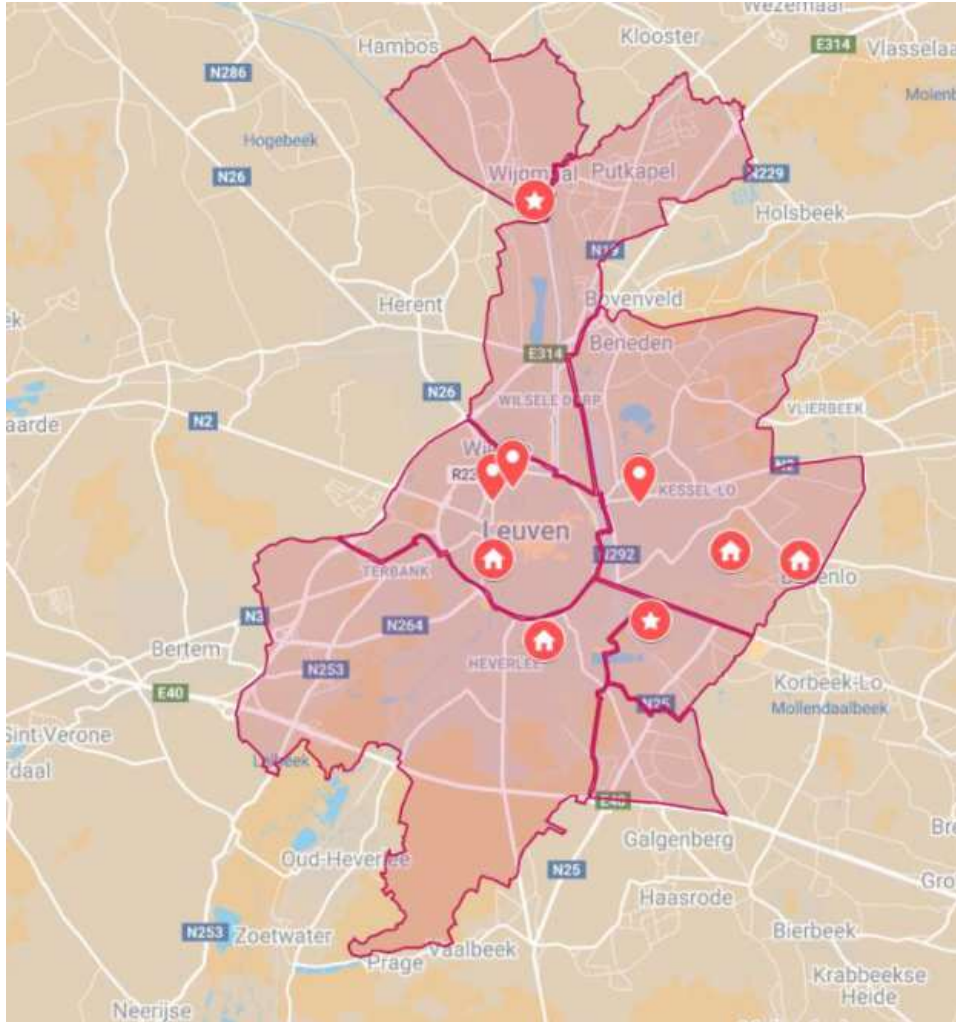 Wezemaal
Klooster
Hambos
E314
Vlasselaa
N286
Hogebeek
Molenb
N26
Wijgmaal
Putkapel
N229
Holsbeek
N19
Herent
Bovenveld
Beneden
E314
N26
WILSELE DORP
VLIERBEEK
aarde
N2
N2
KESSEL-LO
Leuven
N292
TERBANK
N3
N264
Bertem
N253
HEVERLEE
E40
Korbeek-Lo
Mollendaalbeek
N25
Sint-Verone
fdaal
E40
Galgenberg
Bre
Oud-Heverlee
N25
Gro
Haasrode
N253
Zoetwater
Vaalbeek
Prage
Bierbeek
Neerijse
Krabbeekse
Heide